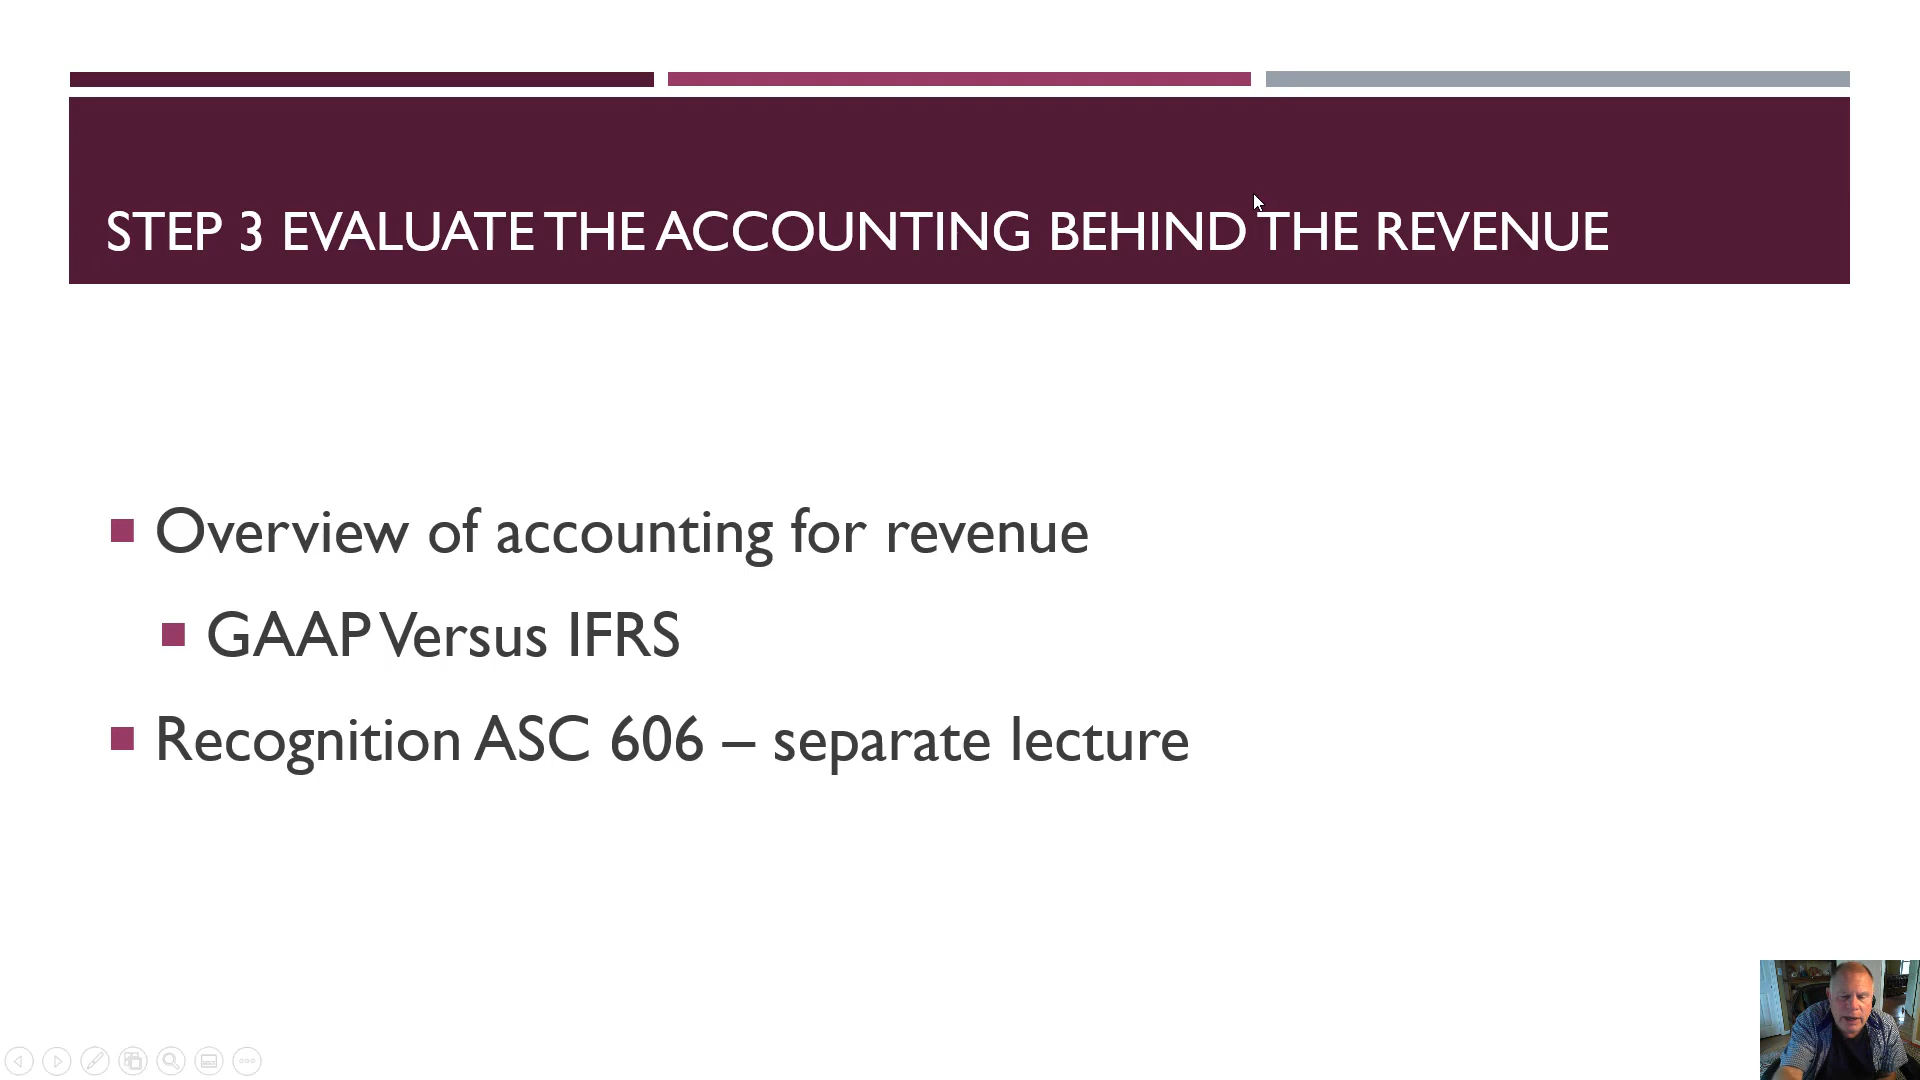 STEP 3 EVALUATE THE ACCOUNTING BEHIND THE REVENUE
Overview of accounting for revenue
GAAP Versus IFRS
Recognition ASC 606 – separate lecture